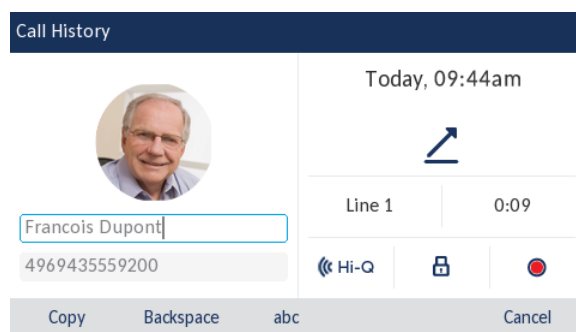 Call History
Francois Dupont
4969435559200
Today, 09:44am
Line 1 0:09
Hi-Q
Copy Backspace abc Cancel